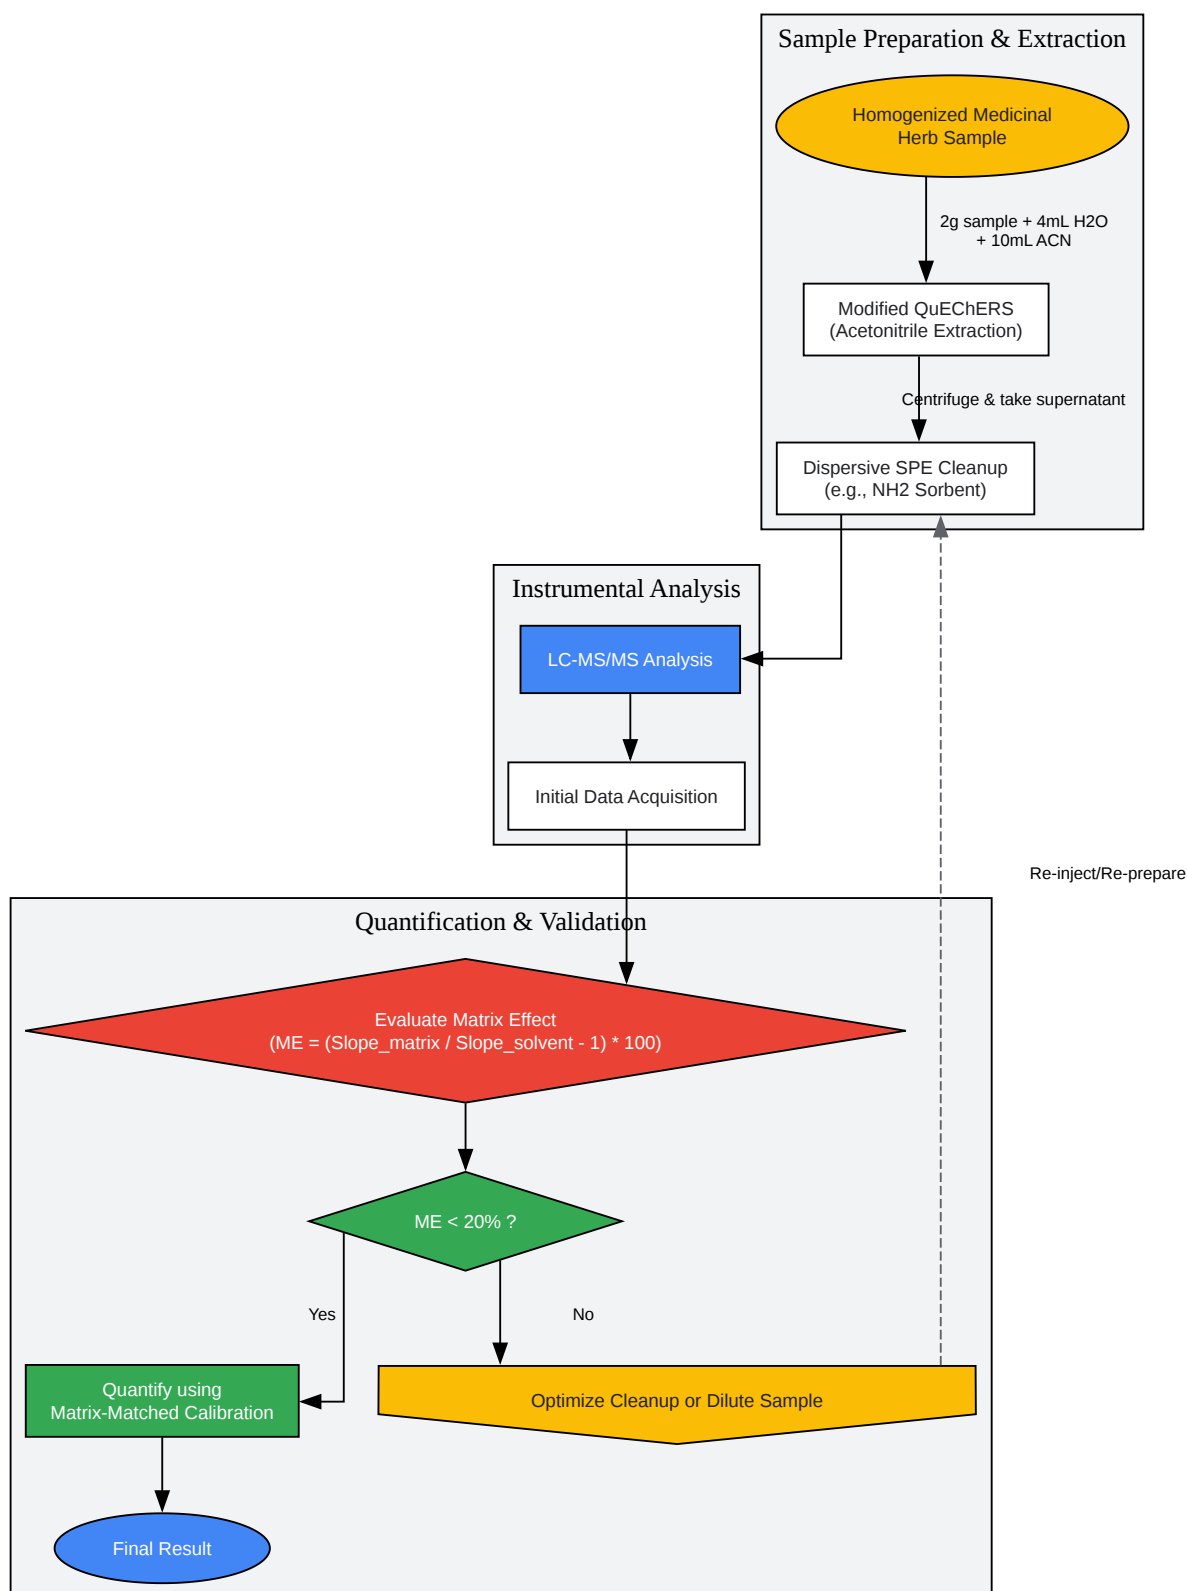 Sample Preparation & Extraction
Homogenized Medicinal
Herb Sample
2g sample + 4mL H2O
+ 10mL ACN
Modified QuEChERS
(Acetonitrile Extraction)
Centrifuge & take supernatant
Dispersive SPE Cleanup
(e.g., NH2 Sorbent)
Instrumental Analysis
LC-MS/MS Analysis
Initial Data Acquisition
Re-inject/Re-prepare
Quantification & Validation
Evaluate Matrix Effect
(ME = (Slope_matrix / Slope_solvent - 1) * 100)
ME < 20% ?
Yes
No
Quantify using
Matrix-Matched Calibration
Optimize Cleanup or Dilute Sample
Final Result